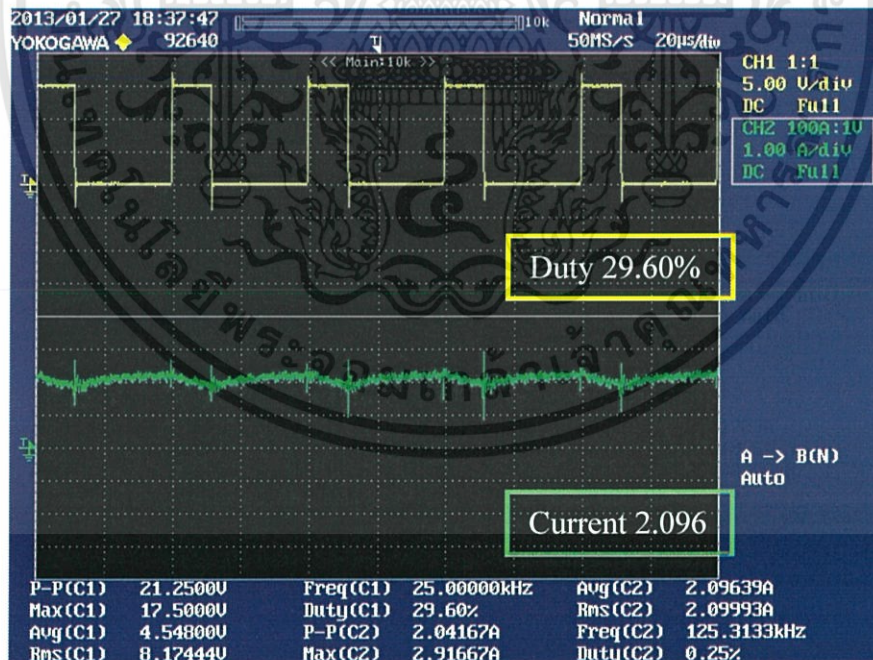 2013/01/27 18:37:47 10k Normal
YOKOGAWA 92640 50MS/s 20µs/div
<< Main:10k >>
CH1 1:1
5.00 V/div
DC Full
CH2 100A:1V
1.00 A/div
DC Full
Duty 29.60%
A -> B(N)
Auto
Current 2.096
P-P(C1) 21.2500V Freq(C1) 25.00000kHz Avg(C2) 2.09639A
Max(C1) 17.5000V Duty(C1) 29.60% Rms(C2) 2.09993A
Avg(C1) 4.54800V P-P(C2) 2.04167A Freq(C2) 125.3133kHz
Rms(C1) 8.17444V Max(C2) 2.91667A Duty(C2) 0.25%